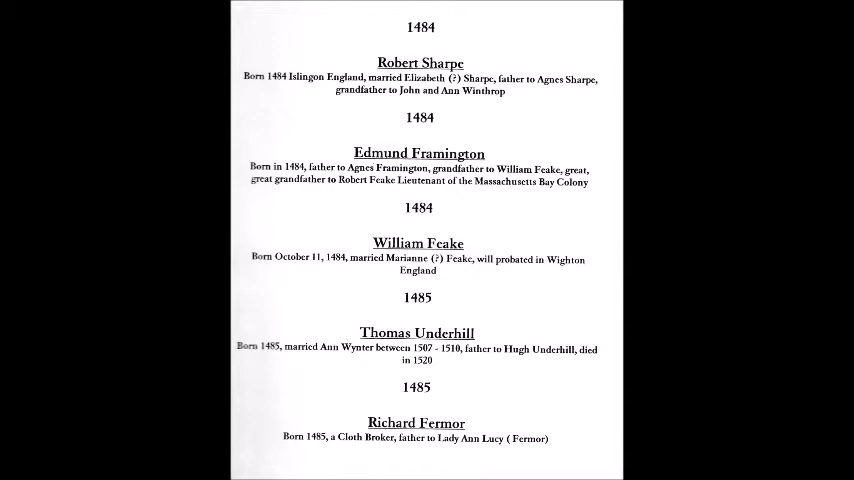 1484
Robert Sharpe
Born 1484 Islingon England, married Elizabeth (?) Sharpe, father to Agnes Sharpe,
grandfather to John and Ann Winthrop
1484
Edmund Framington
Born in 1484, father to Agnes Framington, grandfather to William Feake, great,
great grandfather to Robert Feake Lieutenant of the Massachusetts Bay Colony
1484
William Feake
Born October 11, 1484, married Marianne (?) Feake, will probated in Wighton
England
1485
Thomas Underhill
Born 1485, married Ann Wynter between 1507 - 1510, father to Hugh Underhill, died
in 1520
1485
Richard Fermor
Born 1485, a Cloth Broker, father to Lady Ann Lucy ( Fermor)